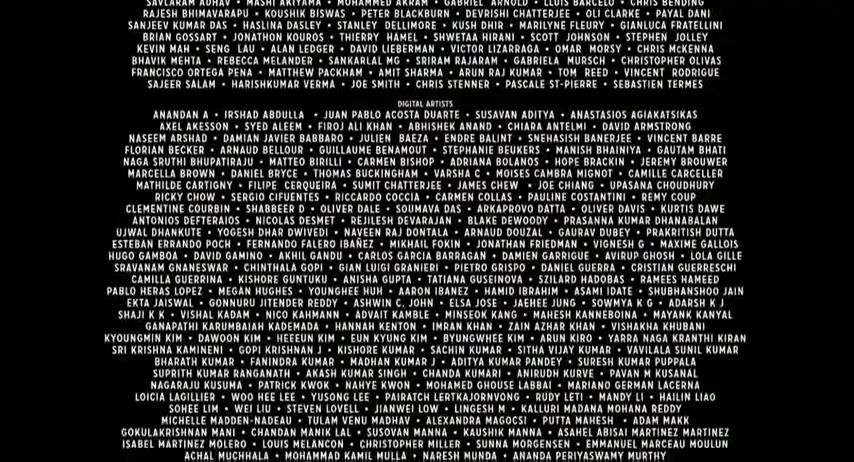 SAVLARAM ADHAV • MASHI AKIYAMA • MOHAMMED AKRAM • GABRIEL ARNOLD • LLUIS BARCELO • CHRIS BENDING
RAJESH BHIMAVARAPU • KOUSHIK BISWAS • PETER BLACKBURN • DEVRISHI CHATTERJEE • OLI CLARKE • PAYAL DANI
SANJEEV KUMAR DAS • HASLINA DASLEY • STANLEY DELLIMORE • KUSH DHIR • MARILYNE FLEURY • GIANLUCA FRATELLINI
BRIAN GOSSART • JONATHON KOUROS • THIERRY HAMEL • SHWETAA HIRANI • SCOTT JOHNSON • STEPHEN JOLLEY
KEVIN MAH • SENG LAU • ALAN LEDGER • DAVID LIEBERMAN • VICTOR LIZARRAGA • OMAR MORSY • CHRIS McKENNA
BHAVIK MEHTA • REBECCA MELANDER • SANKARLAL MG • SRIRAM RAJARAM • GABRIELA MURSCH • CHRISTOPHER OLIVAS
FRANCISCO ORTEGA PENA • MATTHEW PACKHAM • AMIT SHARMA • ARUN RAJ KUMAR • TOM REED • VINCENT RODRIGUE
SAJEER SALAM • HARISHKUMAR VERMA • JOE SMITH • CHRIS STENNER • PASCALE ST-PIERRE • SEBASTIEN TERMES
DIGITAL ARTISTS
ANANDAN A • IRSHAD ABDULLA • JUAN PABLO ACOSTA DUARTE • SUSAVAN ADITYA • ANASTASIOS AGIAKATSIKAS
AXEL AKESSON • SYED ALEEM • FIROJ ALI KHAN • ABHISHEK ANAND • CHIARA ANTELMI • DAVID ARMSTRONG
NASEEM ARSHAD • DAMIAN JAVIER BABBARO • JULIEN BAEZA • ENDRE BALINT • SNEHASISH BANERJEE • VINCENT BARRE
FLORIAN BECKER • ARNAUD BELLOUR • GUILLAUME BENAMOUT • STEPHANIE BEUKERS • MANISH BHAINIYA • GAUTAM BHATI
NAGA SRUTHI BHUPATIRAJU • MATTEO BIRILLI • CARMEN BISHOP • ADRIANA BOLANOS • HOPE BRACKIN • JEREMY BROUWER
MARCELLA BROWN • DANIEL BRYCE • THOMAS BUCKINGHAM • VARSHA C • MOISES CAMBRA MIGNOT • CAMILLE CARCELLER
MATHILDE CARTIGNY • FILIPE CERQUEIRA • SUMIT CHATTERJEE • JAMES CHEW • JOE CHIANG • UPASANA CHOUDHURY
RICKY CHOW • SERGIO CIFUENTES • RICCARDO COCCIA • CARMEN COLLAS • PAULINE COSTANTINI • REMY COUP
CLEMENTINE COURBIN • SHABBEER D • OLIVER DALE • SOUMAVA DAS • ARKAPROVO DATTA • OLIVER DAVIS • KURTIS DAWE
ANTONIOS DEFTERAIOS • NICOLAS DESMET • REJILESH DEVARAJAN • BLAKE DEWOODY • PRASANNA KUMAR DHANABALAN
UJWAL DHANKUTE • YOGESH DHAR DWIVEDI • NAVEEN RAJ DONTALA • ARNAUD DOUZAL • GAURAV DUBEY • PRAKRITISH DUTTA
ESTEBAN ERRANDO POCH • FERNANDO FALERO IBAÑEZ • MIKHAIL FOKIN • JONATHAN FRIEDMAN • VIGNESH G • MAXIME GALLOIS
HUGO GAMBOA • DAVID GAMINO • AKHIL GANDU • CARLOS GARCIA BARRAGAN • DAMIEN GARRIGUE • AVIRUP GHOSH • LOLA GILLE
SRAVANAM GNANESWAR • CHINTHALA GOPI • GIAN LUIGI GRANIERI • PIETRO GRISPO • DANIEL GUERRA • CRISTIAN GUERRESCHI
CAMILLA GUERRINA • KISHORE GUNTUKU • ANISHA GUPTA • TATIANA GUSEINOVA • SZILARD HADOBAS • RAMEES HAMEED
PABLO HERAS LOPEZ • MEGAN HUGHES • YOUNGHEE HUH • AARON IBANEZ • HAMID IBRAHIM • ASAMI IDATE • SHUBHANSHOO JAIN
EKTA JAISWAL • GONNURU JITENDER REDDY • ASHWIN C. JOHN • ELSA JOSE • JAEHEE JUNG • SOWMYA K G • ADARSH K J
SHAJI K K • VISHAL KADAM • NICO KAHMANN • ADVAIT KAMBLE • MINSEOK KANG • MAHESH KANNEBOINA • MAYANK KANYAL
GANAPATHI KARUMBAIAH KADEMADA • HANNAH KENTON • IMRAN KHAN • ZAIN AZHAR KHAN • VISHAKHA KHUBANI
KYOUNGMIN KIM • DAWOON KIM • HEEEUN KIM • EUN KYUNG KIM • BYUNGWHEE KIM • ARUN KIRO • YARRA NAGA KRANTHI KIRAN
SRI KRISHNA KAMINENI • GOPI KRISHNAN J • KISHORE KUMAR • SACHIN KUMAR • SITHA VIJAY KUMAR • VAVILALA SUNIL KUMAR
BHARATH KUMAR • FANINDRA KUMAR • MADHAN KUMAR J • ADITYA KUMAR PANDEY • SURESH KUMAR PUPPALA
SUPRITH KUMAR RANGANATH • AKASH KUMAR SINGH • CHANDA KUMARI • ANIRUDH KURVE • PAVAN M KUSANAL
NAGARAJU KUSUMA • PATRICK KWOK • NAHYE KWON • MOHAMED GHOUSE LABBAI • MARIANO GERMAN LACERNA
LOICIA LAGILLIER • WOO HEE LEE • YUSONG LEE • PAIRATCH LERTKAJORNVONG • RUDY LETI • MANDY LI • HAILIN LIAO
SOHEE LIM • WEI LIU • STEVEN LOVELL • JIANWEI LOW • LINGESH M • KALLURI MADANA MOHANA REDDY
MICHELLE MADDEN-NADEAU • TULAM VENU MADHAV • ALEXANDRA MAGOCSI • PUTTA MAHESH • ADAM MAKK
GOKULAKRISHNAN MANI • CHANDAN MANIK LAL • SUSOVAN MANNA • KAUSHIK MANNA • ASAHEL ABISAI MARTINEZ MARTINEZ
ISABEL MARTINEZ MOLERO • LOUIS MELANCON • CHRISTOPHER MILLER • SUNNA MORGENSEN • EMMANUEL MARCEAU MOULUN
ACHAL MUCHHALA • MOHAMMAD KAMIL MULLA • NARESH MUNDA • ANANDA PERIYASWAMY MURTHY